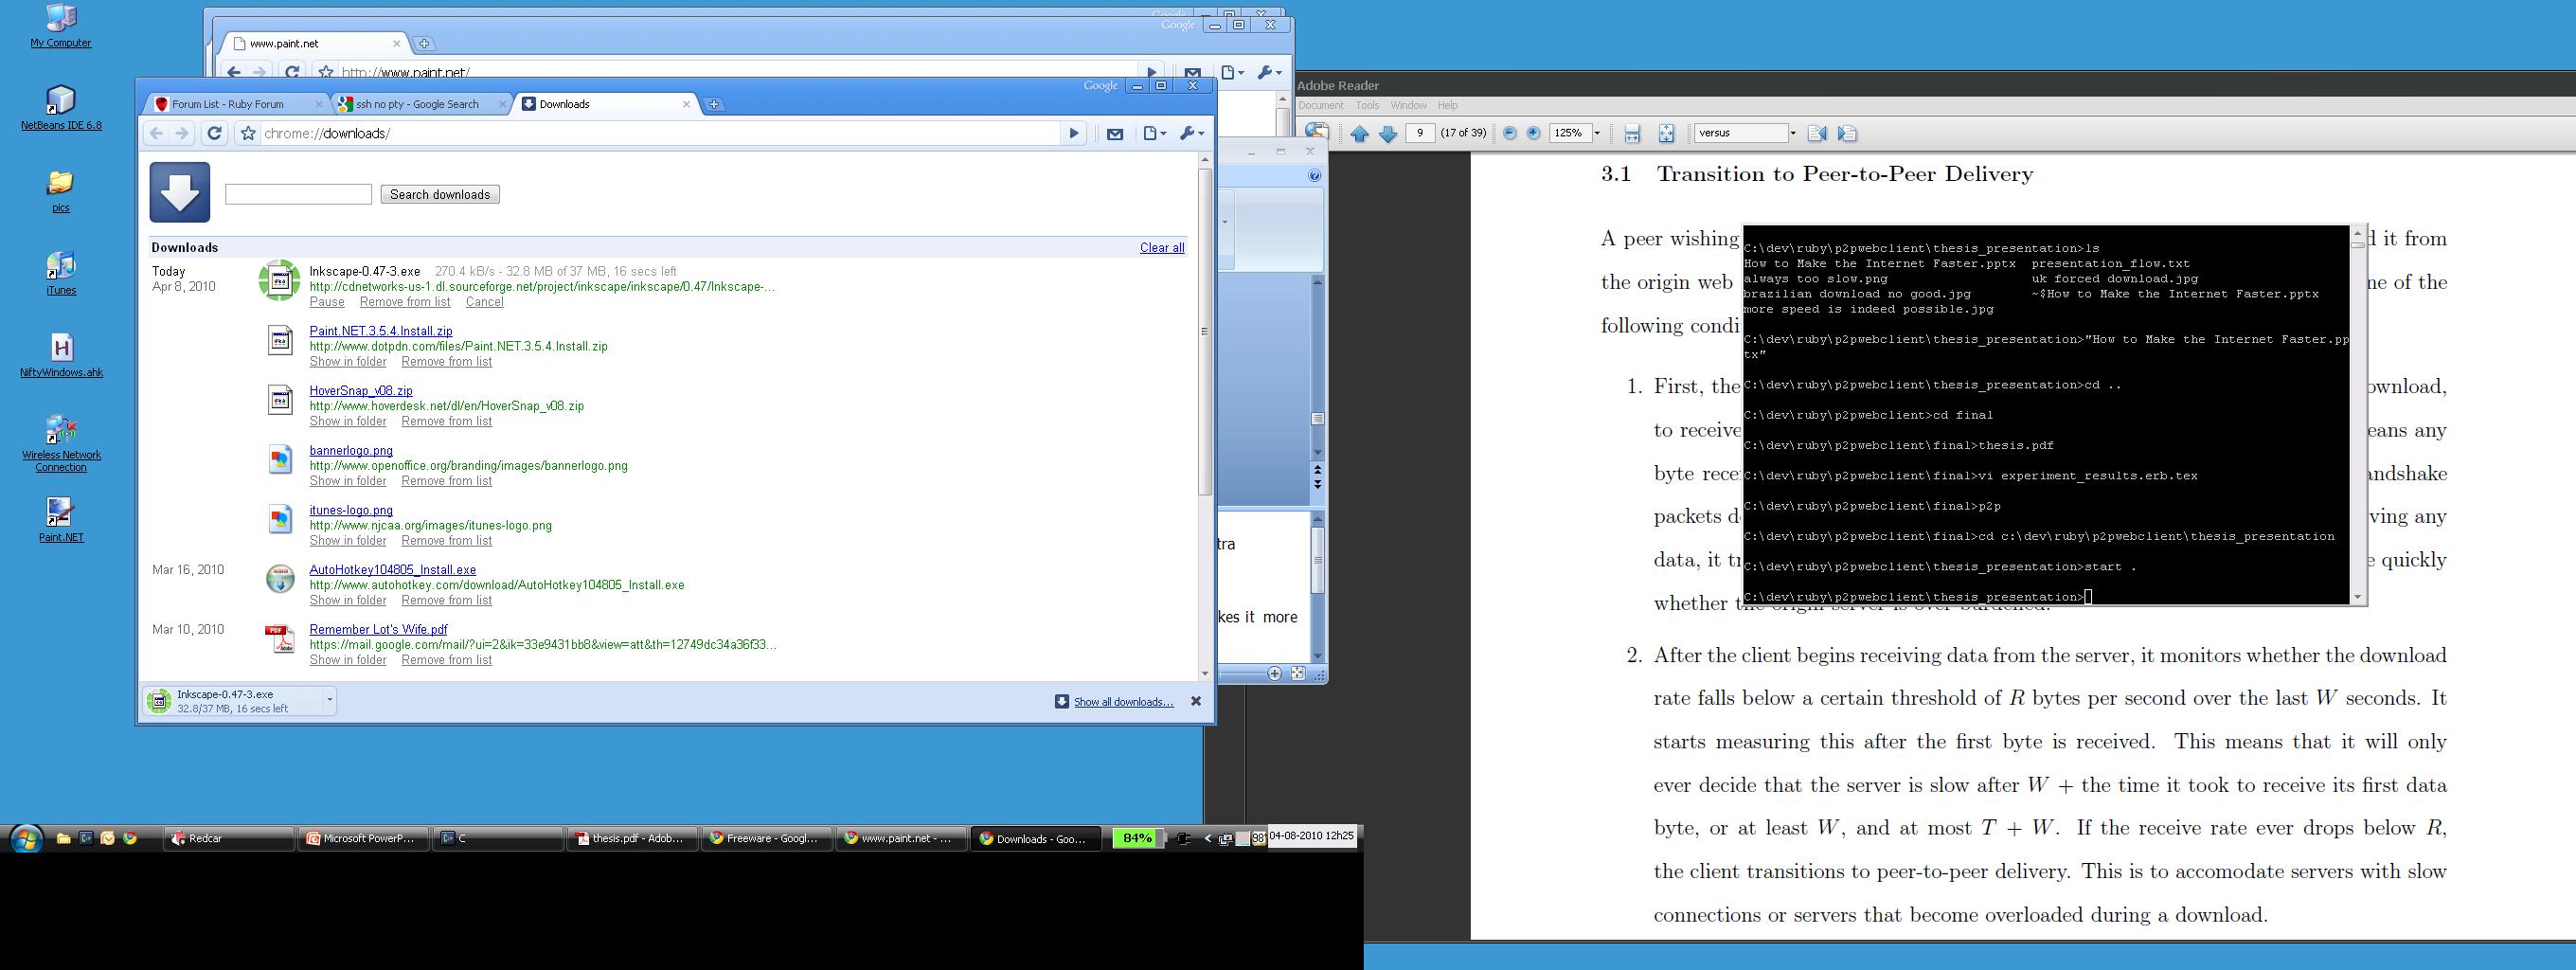 My Computer
NetBeans IDE 6.8
pics
iTunes
NiftyWindows.ahk
Wireless Network
Connection
Paint.NET
Google
Google
www.paint.net
http://www.paint.net/
Google
Forum List - Ruby Forum
ssh no pty - Google Search
Downloads
chrome://downloads/
Search downloads
Downloads
Clear all
Today
Apr 8, 2010
Inkscape-0.47-3.exe 270.4 kB/s - 32.8 MB of 37 MB, 16 secs left
http://cdnetworks-us-1.dl.sourceforge.net/project/inkscape/inkscape/0.47/Inkscape-...
Pause Remove from list Cancel
Paint.NET.3.5.4.Install.zip
http://www.dotpdn.com/files/Paint.NET.3.5.4.Install.zip
Show in folder Remove from list
HoverSnap_v08.zip
http://www.hoverdesk.net/dl/en/HoverSnap_v08.zip
Show in folder Remove from list
bannerlogo.png
http://www.openoffice.org/branding/images/bannerlogo.png
Show in folder Remove from list
itunes-logo.png
http://www.njcaa.org/images/itunes-logo.png
Show in folder Remove from list
Mar 16, 2010
AutoHotkey104805_Install.exe
http://www.autohotkey.com/download/AutoHotkey104805_Install.exe
Show in folder Remove from list
Mar 10, 2010
Remember Lot's Wife.pdf
https://mail.google.com/mail/?ui=2&ik=33e9431bb8&view=att&th=12749dc34a36f33...
Show in folder Remove from list
Inkscape-0.47-3.exe
32.8/37 MB, 16 secs left
Show all downloads...
tra
kes it more
Redcar
Microsoft PowerP...
C
thesis.pdf - Adob...
Freeware - Googl...
www.paint.net - ...
Downloads - Goo...
84%
98°
04-08-2010 12h25
Adobe Reader
Document Tools Window Help
9 (17 of 39) 125% versus
3.1 Transition to Peer-to-Peer Delivery
A peer wishing d it from
the origin web ne of the
following condi
1. First, the ownload,
to receive eans any
byte rece andshake
packets d ving any
data, it tr e quickly
whether the origin server is over-burdened.
C:\dev\ruby\p2pwebclient\thesis_presentation>ls
How to Make the Internet Faster.pptx presentation_flow.txt
always too slow.png uk forced download.jpg
brazilian download no good.jpg ~$How to Make the Internet Faster.pptx
more speed is indeed possible.jpg
C:\dev\ruby\p2pwebclient\thesis_presentation>"How to Make the Internet Faster.pp
tx"
C:\dev\ruby\p2pwebclient\thesis_presentation>cd ..
C:\dev\ruby\p2pwebclient>cd final
C:\dev\ruby\p2pwebclient\final>thesis.pdf
C:\dev\ruby\p2pwebclient\final>vi experiment_results.erb.tex
C:\dev\ruby\p2pwebclient\final>p2p
C:\dev\ruby\p2pwebclient\final>cd c:\dev\ruby\p2pwebclient\thesis_presentation
C:\dev\ruby\p2pwebclient\thesis_presentation>start .
C:\dev\ruby\p2pwebclient\thesis_presentation>
2. After the client begins receiving data from the server, it monitors whether the download
rate falls below a certain threshold of R bytes per second over the last W seconds. It
starts measuring this after the first byte is received. This means that it will only
ever decide that the server is slow after W + the time it took to receive its first data
byte, or at least W, and at most T + W. If the receive rate ever drops below R,
the client transitions to peer-to-peer delivery. This is to accomodate servers with slow
connections or servers that become overloaded during a download.